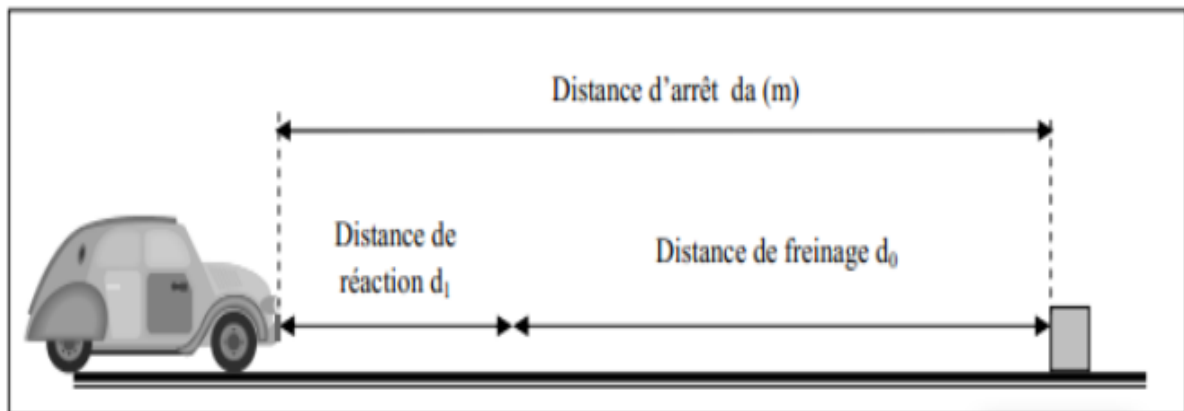 Distance d'arrêt da (m)
Distance de
réaction d₁
Distance de freinage d₀